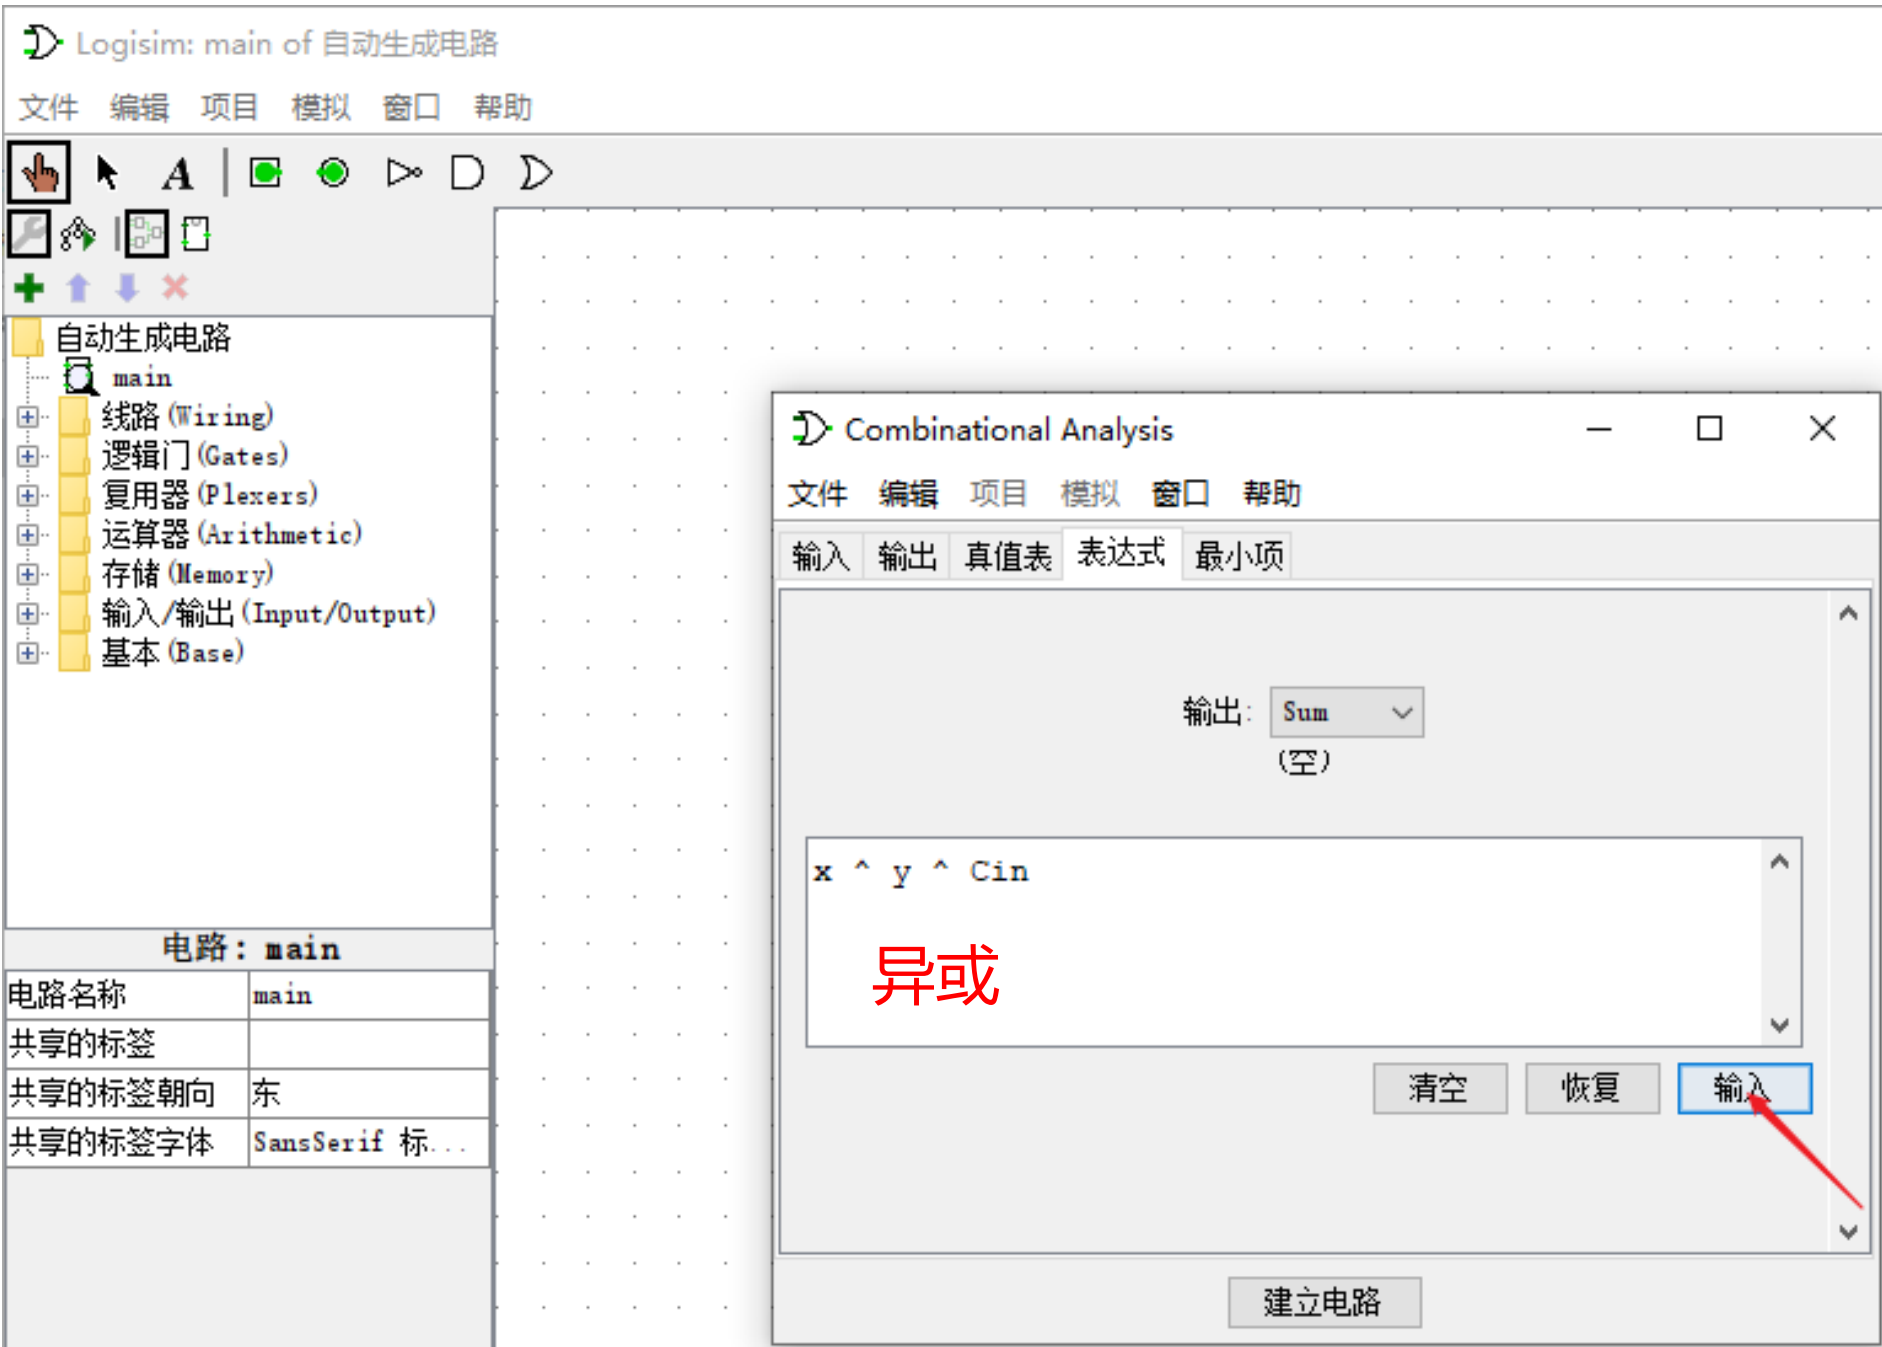 Logisim: main of 自动生成电路
文件 编辑 项目 模拟 窗口 帮助
A
自动生成电路
main
线路(Wiring)
逻辑门(Gates)
复用器(Plexers)
运算器(Arithmetic)
存储(Memory)
输入/输出(Input/Output)
基本(Base)
电路: main
电路名称 main
共享的标签
共享的标签朝向 东
共享的标签字体 SansSerif 标...
Combinational Analysis
文件 编辑 项目 模拟 窗口 帮助
输入 输出 真值表 表达式 最小项
输出: Sum
(空)
x ^ y ^ Cin
异或
清空 恢复 输入
建立电路